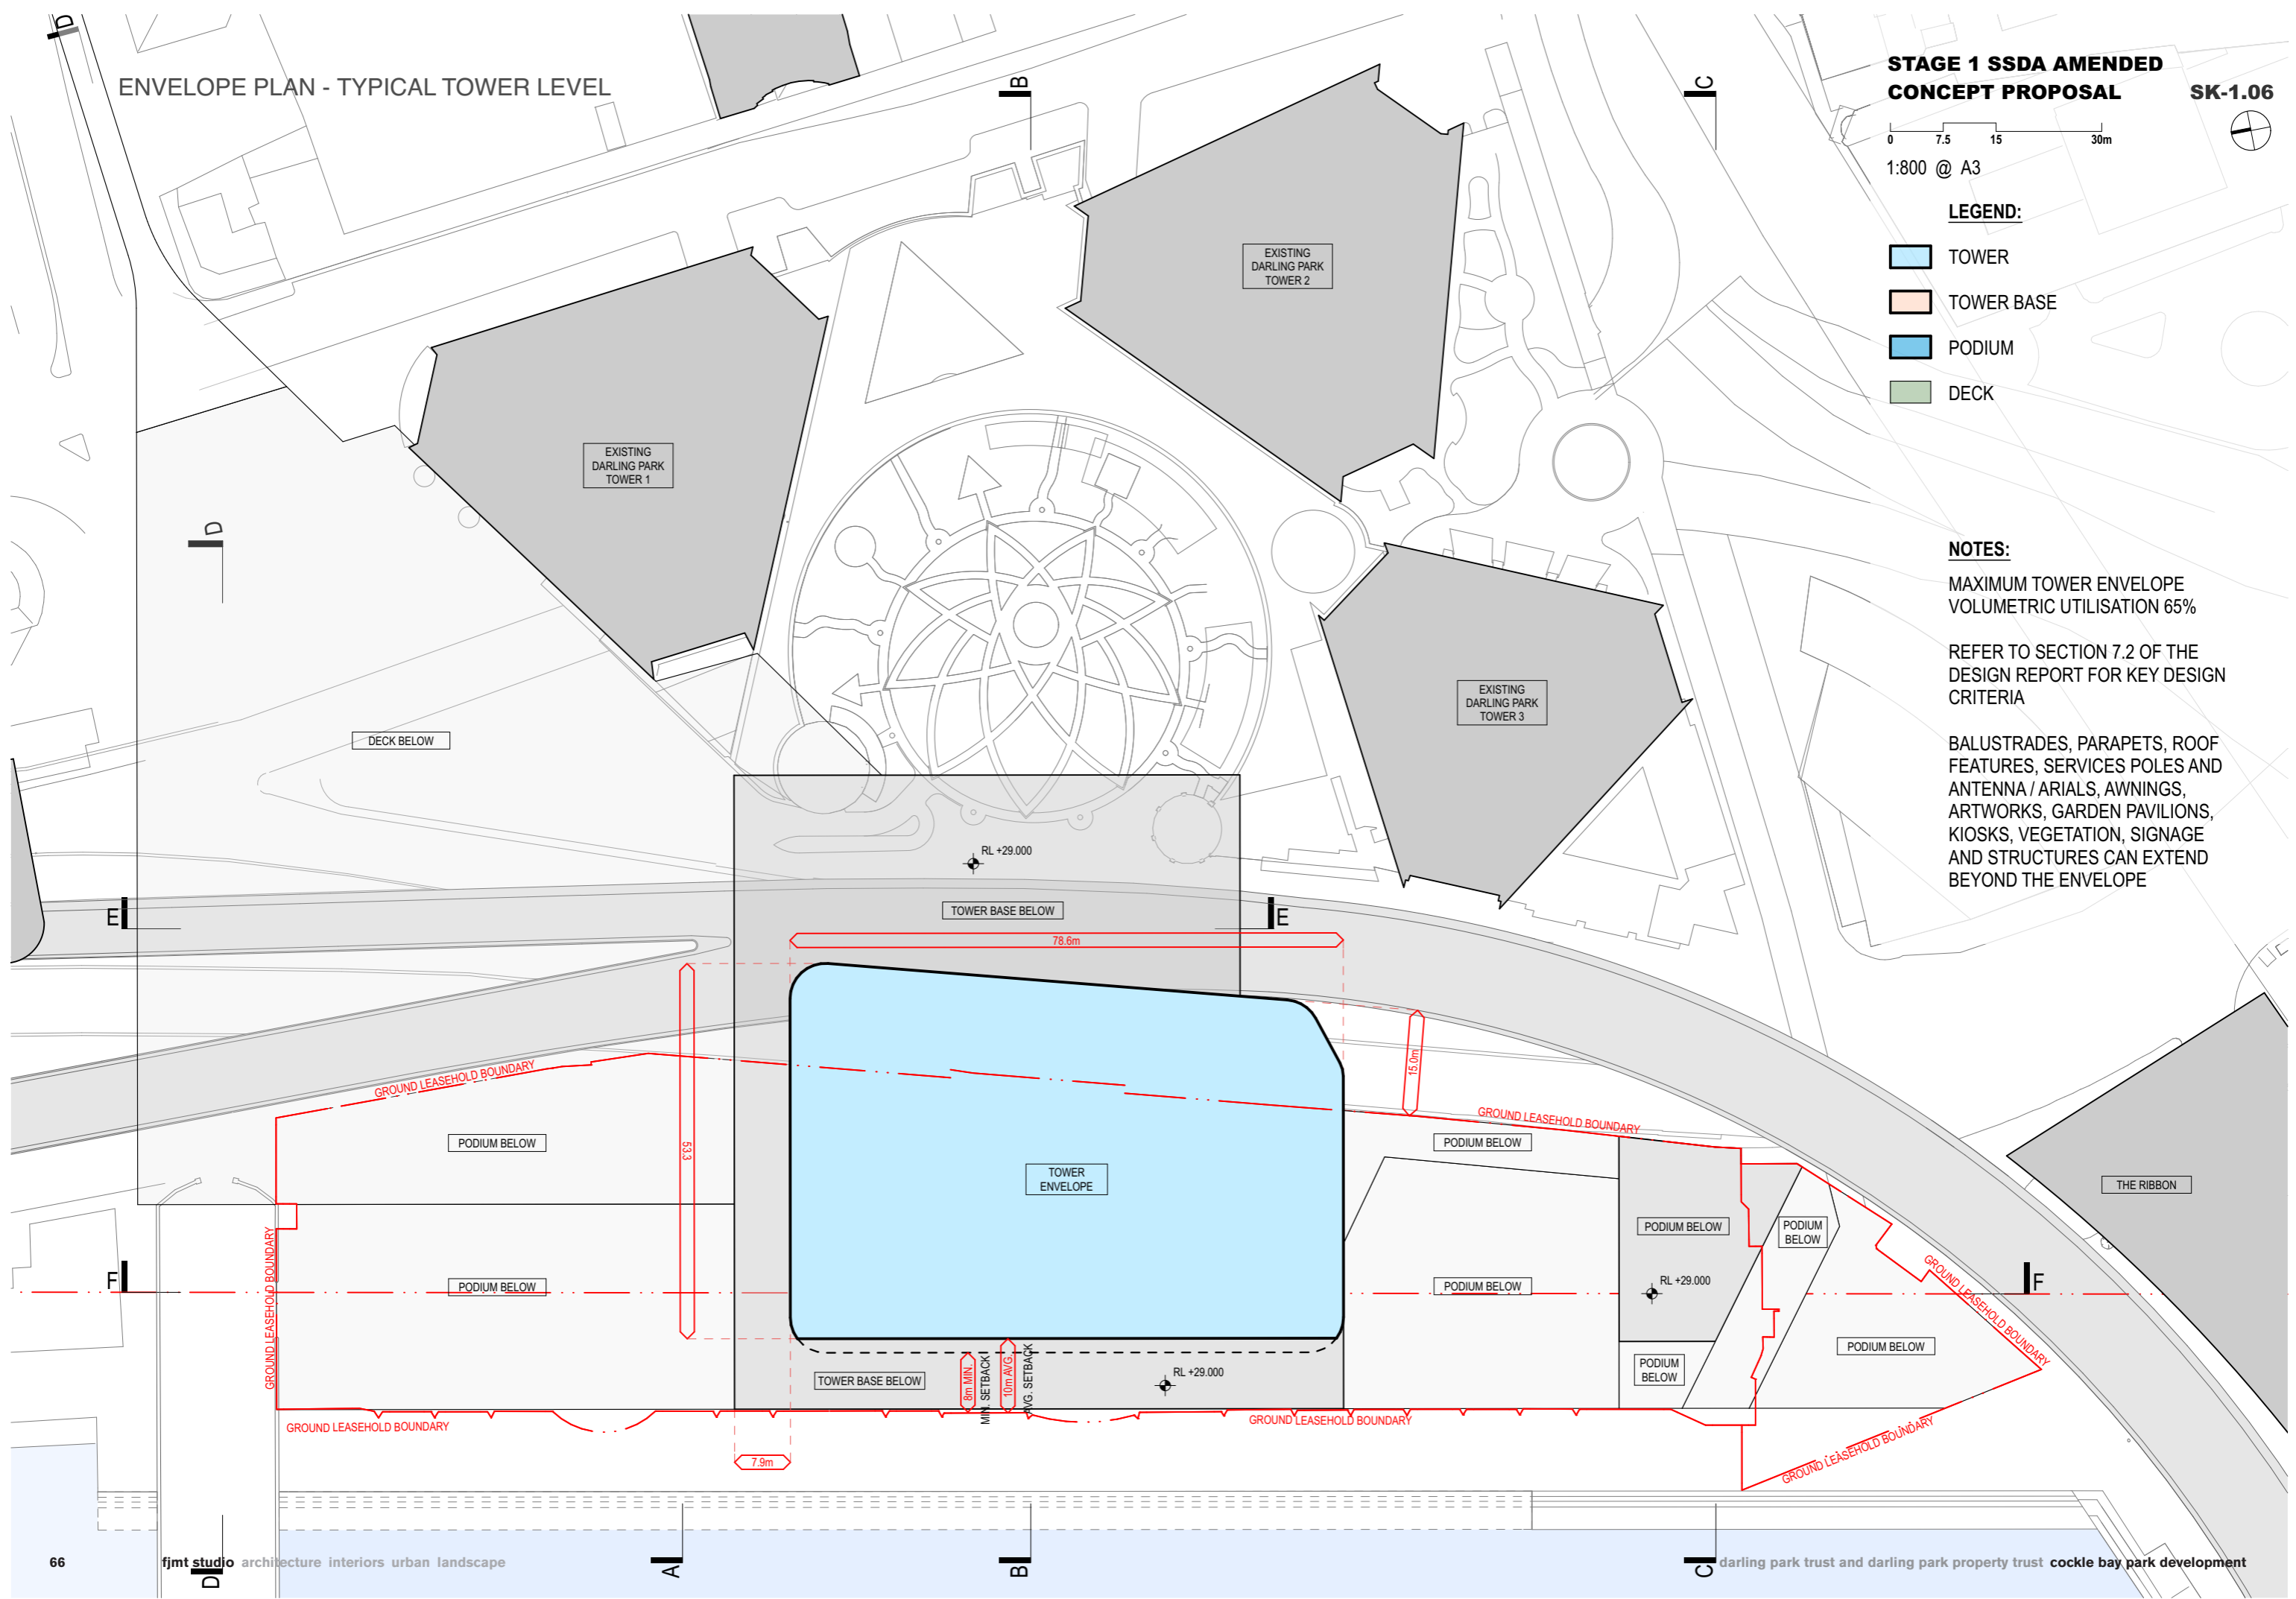 D
ENVELOPE PLAN - TYPICAL TOWER LEVEL
B
C
STAGE 1 SSDA AMENDED
CONCEPT PROPOSAL
SK-1.06
0 7.5 15 30m
1:800 @ A3
LEGEND:
TOWER
TOWER BASE
PODIUM
DECK
EXISTING
DARLING PARK
TOWER 2
EXISTING
DARLING PARK
TOWER 1
D
NOTES:
MAXIMUM TOWER ENVELOPE
VOLUMETRIC UTILISATION 65%
REFER TO SECTION 7.2 OF THE
DESIGN REPORT FOR KEY DESIGN
CRITERIA
BALUSTRADES, PARAPETS, ROOF
FEATURES, SERVICES POLES AND
ANTENNA / ARIALS, AWNINGS,
ARTWORKS, GARDEN PAVILIONS,
KIOSKS, VEGETATION, SIGNAGE
AND STRUCTURES CAN EXTEND
BEYOND THE ENVELOPE
EXISTING
DARLING PARK
TOWER 3
DECK BELOW
RL +29.000
E
TOWER BASE BELOW
E
78.6m
15.0m
GROUND LEASEHOLD BOUNDARY
GROUND LEASEHOLD BOUNDARY
PODIUM BELOW
53.3
PODIUM BELOW
TOWER
ENVELOPE
THE RIBBON
PODIUM BELOW
PODIUM
BELOW
GROUND LEASEHOLD BOUNDARY
F
PODIUM BELOW
PODIUM BELOW
RL +29.000
GROUND LEASEHOLD BOUNDARY
F
PODIUM BELOW
PODIUM
BELOW
TOWER BASE BELOW
8m MIN.
MIN. SETBACK
10m AVG.
AVG. SETBACK
RL +29.000
GROUND LEASEHOLD BOUNDARY
GROUND LEASEHOLD BOUNDARY
GROUND LEASEHOLD BOUNDARY
7.9m
66
fjmt studio architecture interiors urban landscape
D
A
B
C
darling park trust and darling park property trust cockle bay park development